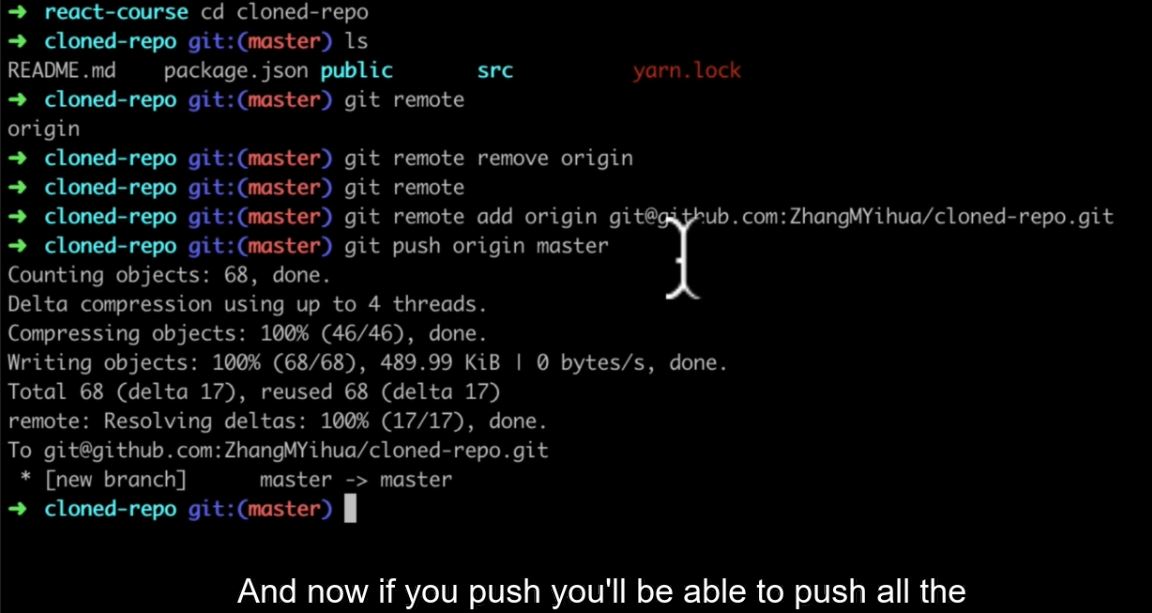 ➜ react-course cd cloned-repo
➜ cloned-repo git:(master) ls
README.md package.json public src yarn.lock
➜ cloned-repo git:(master) git remote
origin
➜ cloned-repo git:(master) git remote remove origin
➜ cloned-repo git:(master) git remote
➜ cloned-repo git:(master) git remote add origin git@github.com:ZhangMYihua/cloned-repo.git
➜ cloned-repo git:(master) git push origin master
Counting objects: 68, done.
Delta compression using up to 4 threads.
Compressing objects: 100% (46/46), done.
Writing objects: 100% (68/68), 489.99 KiB | 0 bytes/s, done.
Total 68 (delta 17), reused 68 (delta 17)
remote: Resolving deltas: 100% (17/17), done.
To git@github.com:ZhangMYihua/cloned-repo.git
* [new branch] master -> master
➜ cloned-repo git:(master)
And now if you push you'll be able to push all the